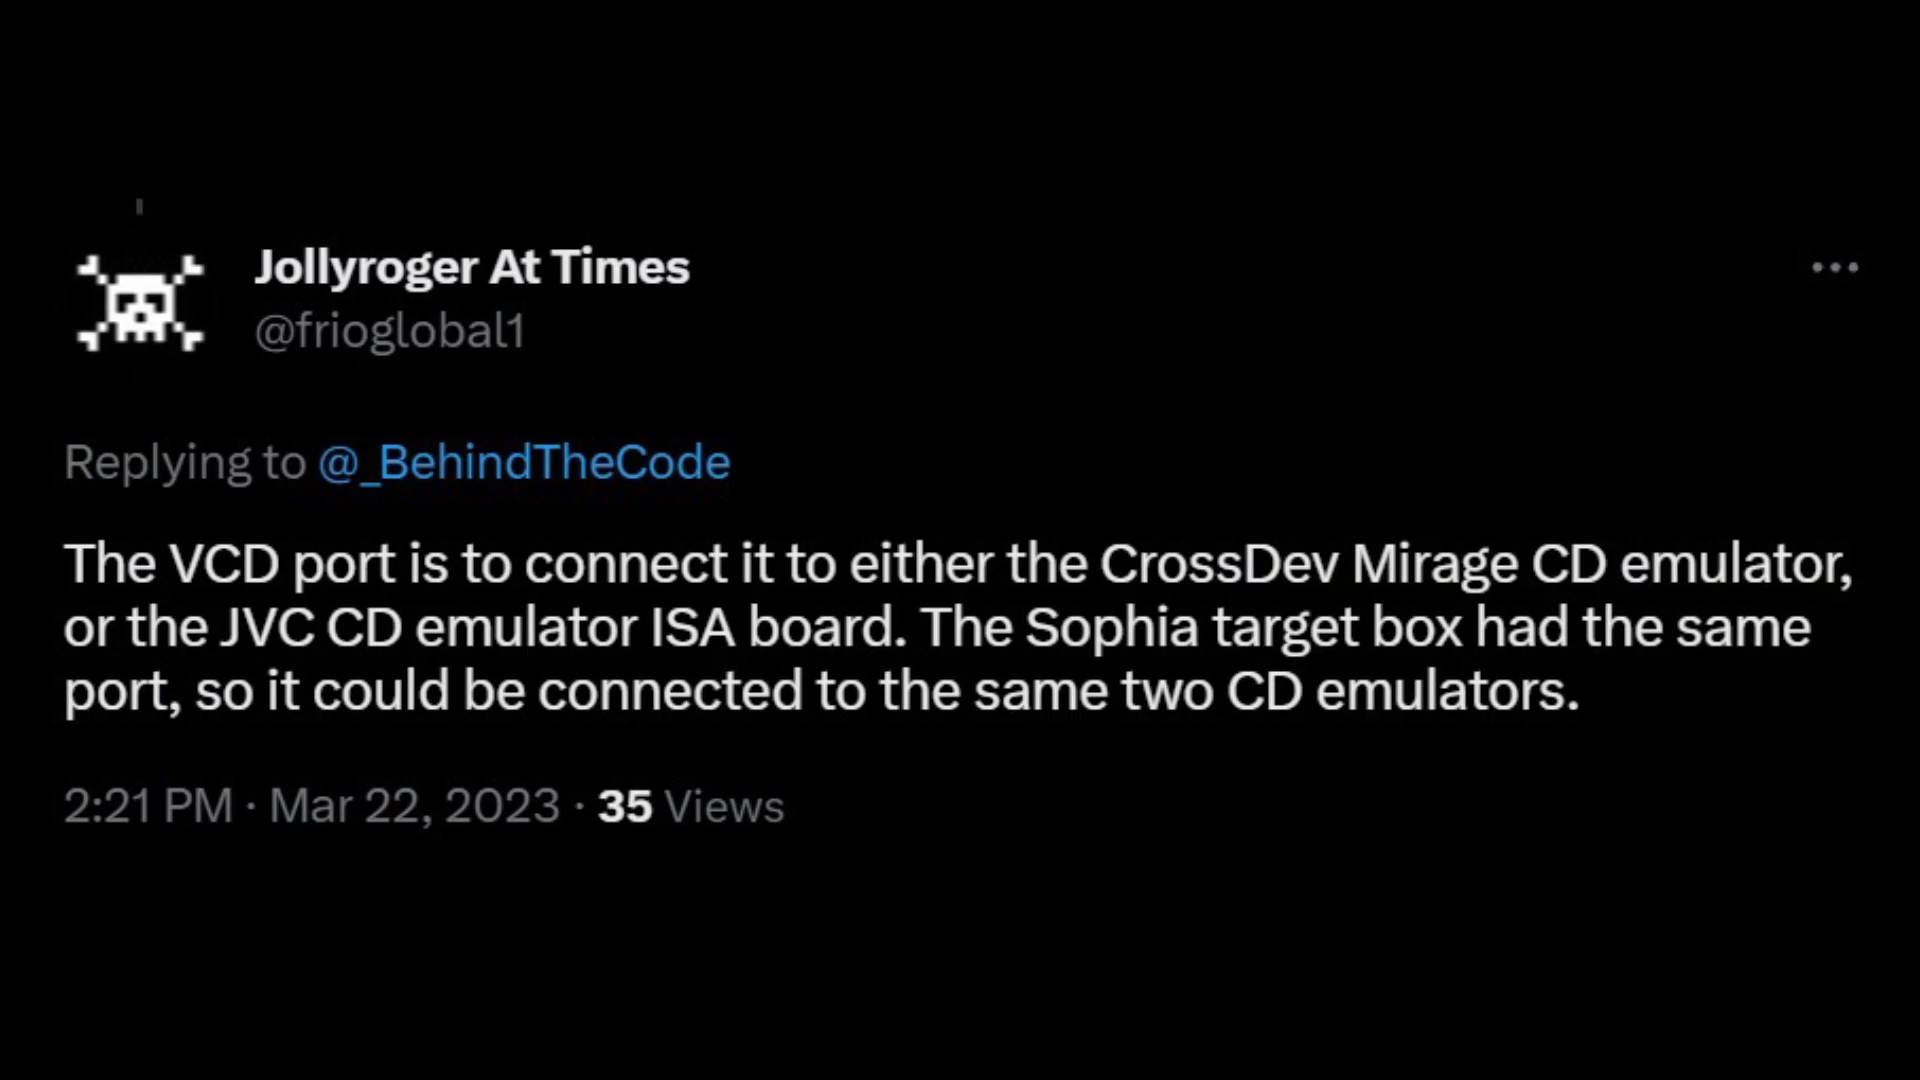 Jollyroger At Times
@frioglobal1
Replying to @_BehindTheCode
The VCD port is to connect it to either the CrossDev Mirage CD emulator,
or the JVC CD emulator ISA board. The Sophia target box had the same
port, so it could be connected to the same two CD emulators.
2:21 PM · Mar 22, 2023 · 35 Views